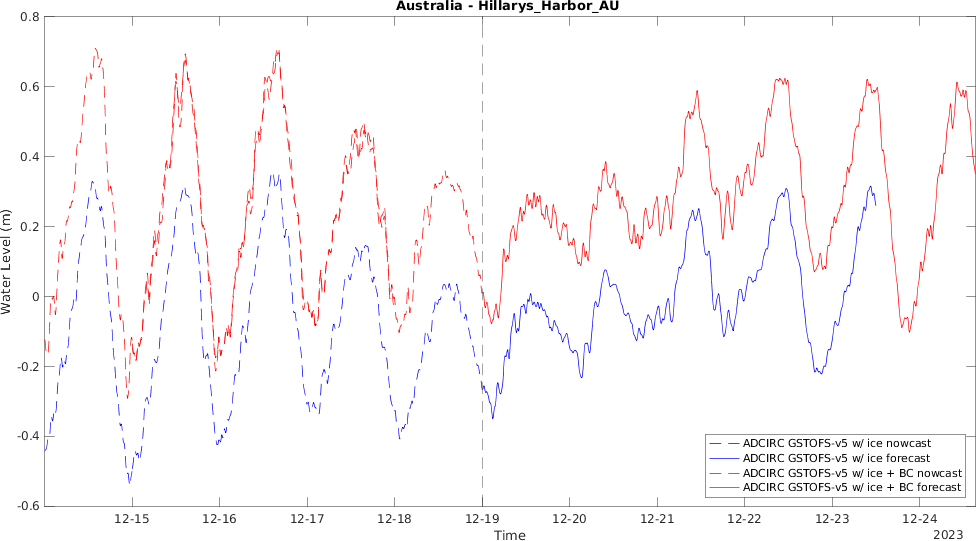 Australia - Hillarys_Harbor_AU
Water Level (m)
0.8
0.6
0.4
0.2
0
-0.2
-0.4
-0.6
12-15
12-16
12-17
12-18
12-19
12-20
12-21
12-22
12-23
12-24
Time
2023
ADCIRC GSTOFS-v5 w/ ice nowcast
ADCIRC GSTOFS-v5 w/ ice forecast
ADCIRC GSTOFS-v5 w/ ice + BC nowcast
ADCIRC GSTOFS-v5 w/ ice + BC forecast